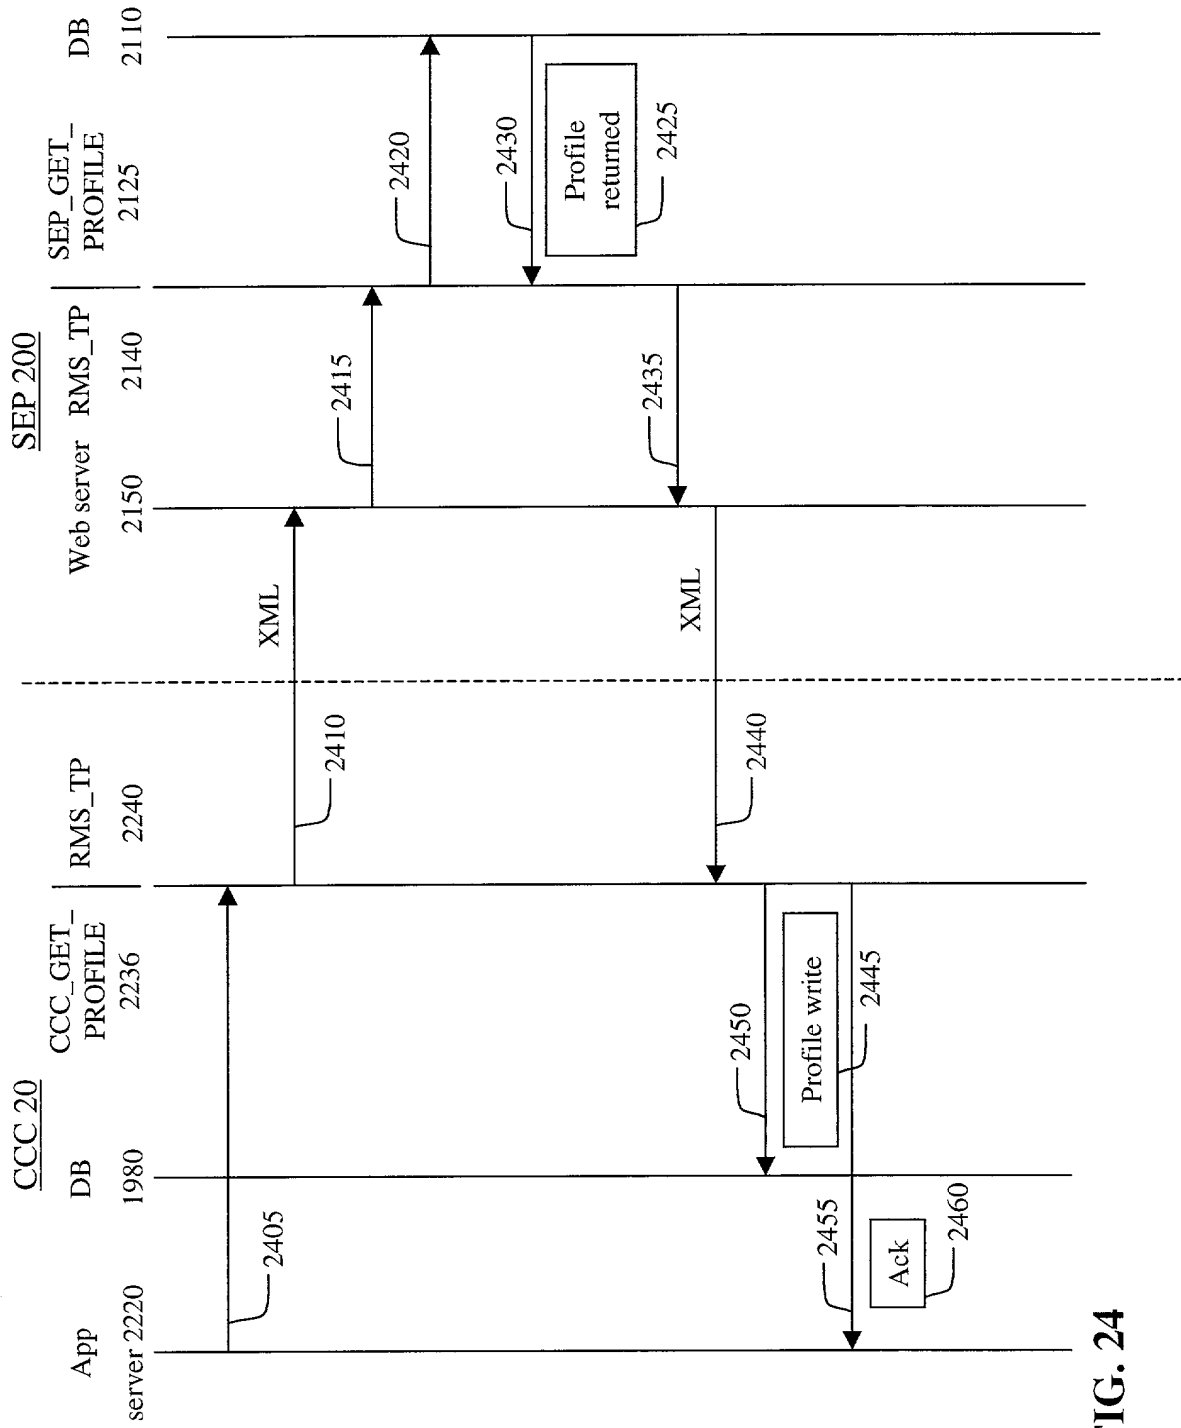 CCC 20
SEP 200
App
server 2220
DB
1980
CCC_GET_
PROFILE
2236
RMS_TP
2240
Web server
2150
RMS_TP
2140
SEP_GET_
PROFILE
2125
DB
2110
2405
2410
XML
2415
2420
2430
Profile
returned
2425
2435
XML
2440
2450
Profile write
2445
2455
Ack
2460
FIG. 24